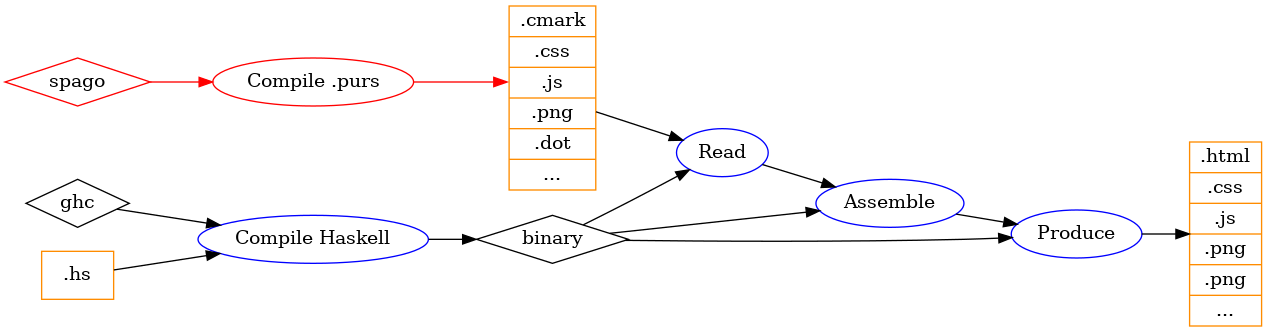 spago
Compile .purs
.cmark
.css
.js
.png
.dot
...
ghc
.hs
Compile Haskell
binary
Read
Assemble
Produce
.html
.css
.js
.png
.png
...